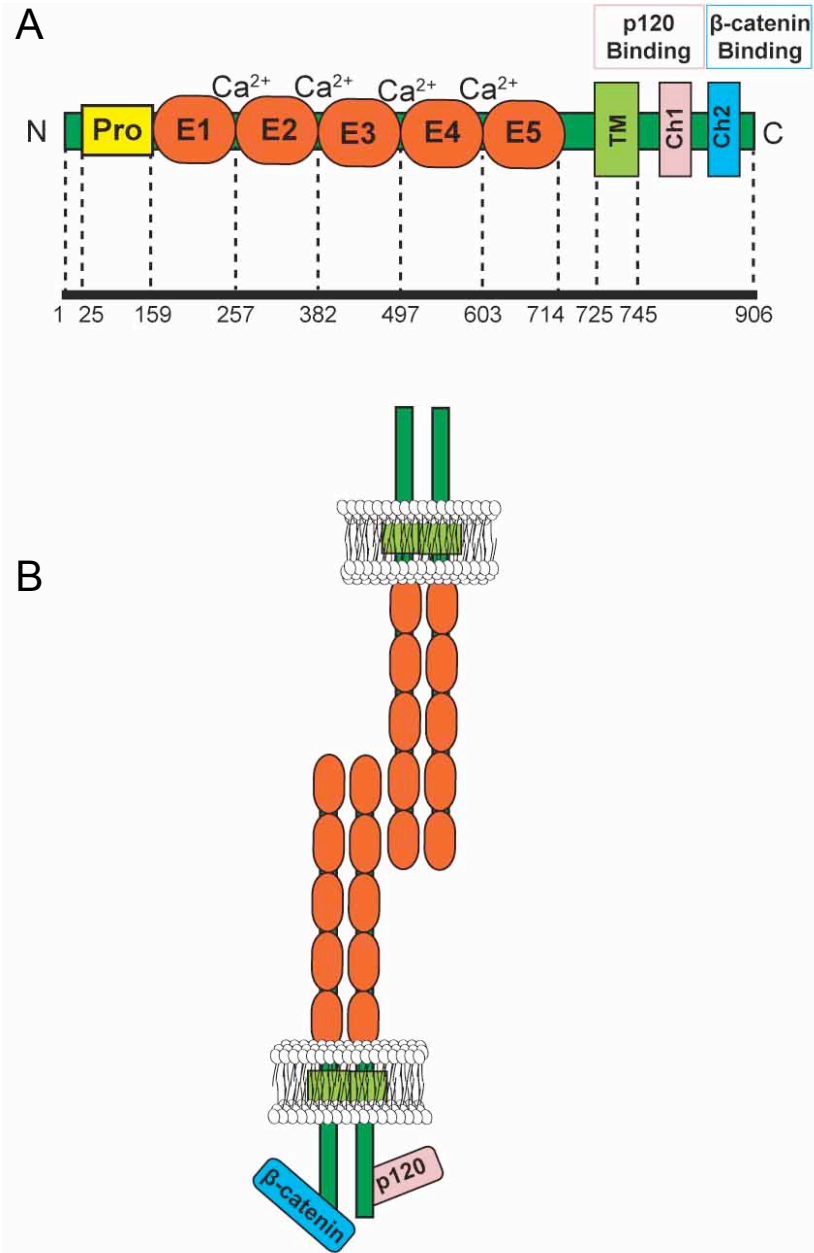 A
p120
Binding
β-catenin
Binding
Ca²⁺ Ca²⁺ Ca²⁺ Ca²⁺
N Pro E1 E2 E3 E4 E5 TM Ch1 Ch2 C
1 25 159 257 382 497 603 714 725 745 906
B
β-catenin
p120